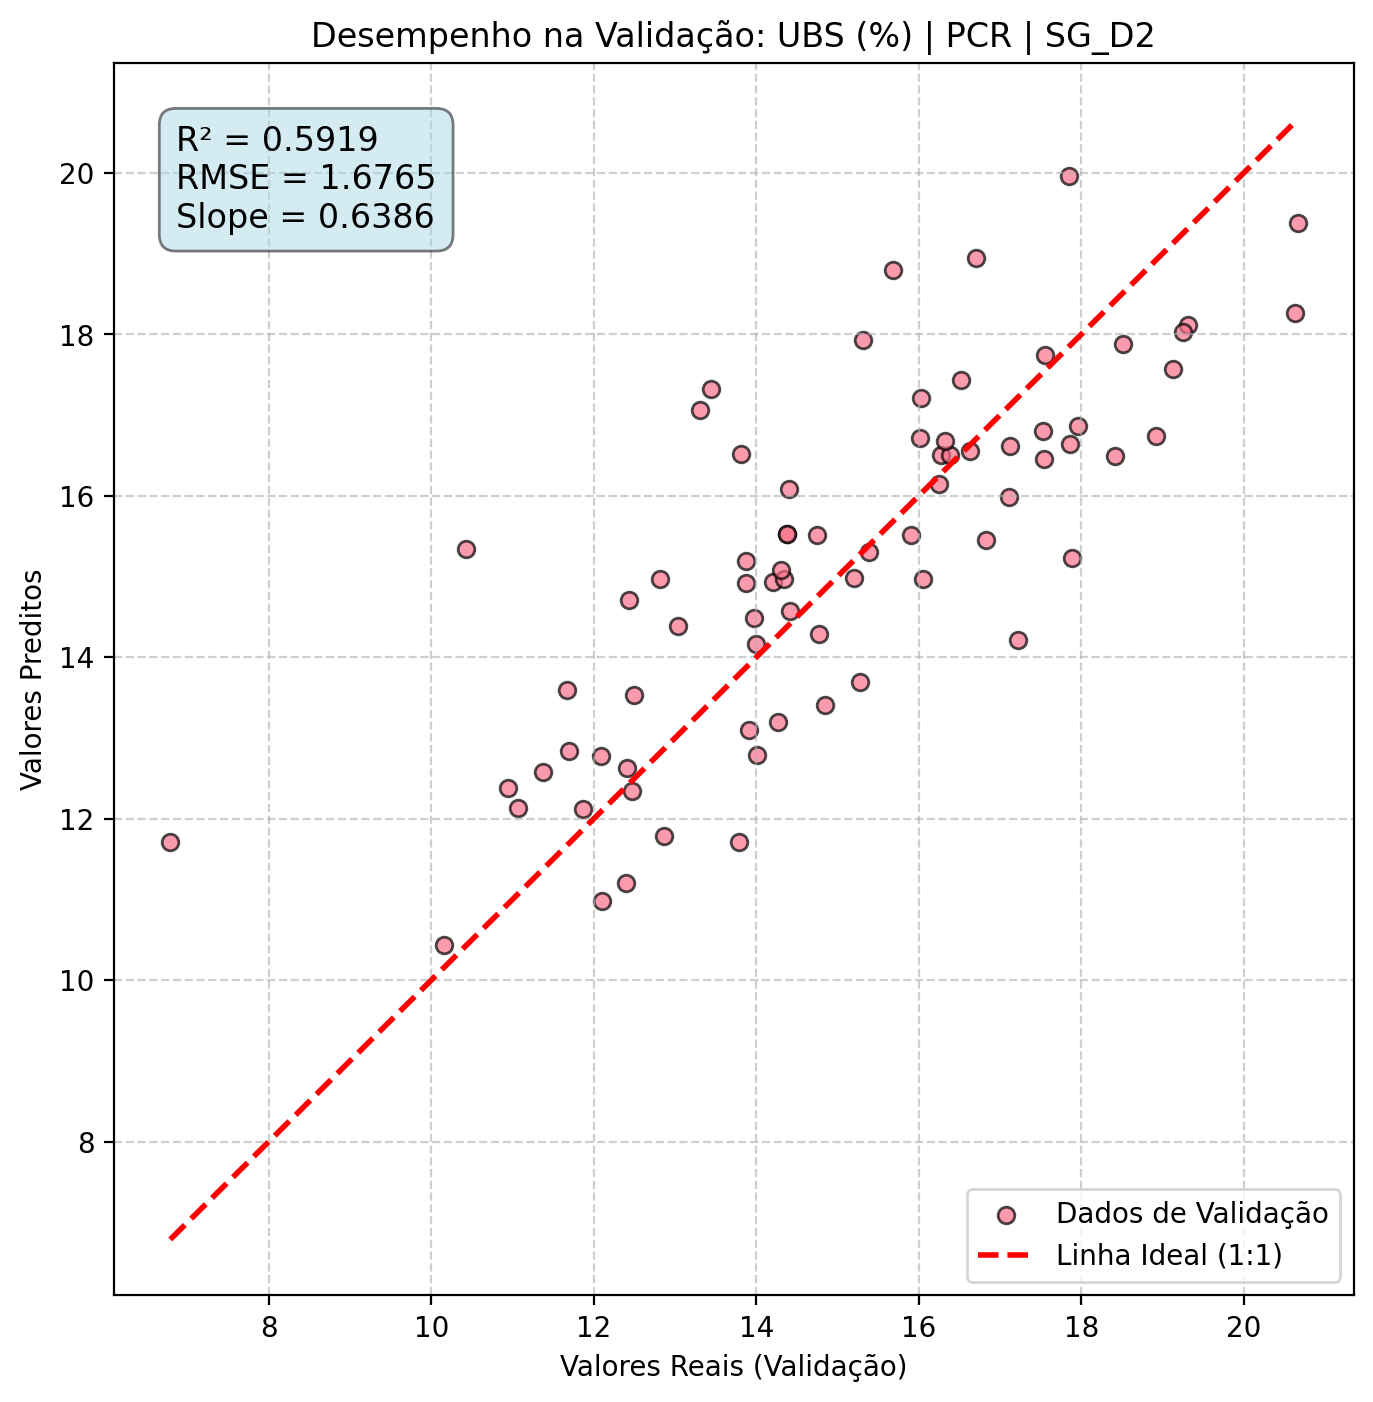 Desempenho na Validação: UBS (%) | PCR | SG_D2
R² = 0.5919
RMSE = 1.6765
Slope = 0.6386
20
18
16
14
12
10
8
Valores Preditos
Dados de Validação
Linha Ideal (1:1)
8 10 12 14 16 18 20
Valores Reais (Validação)